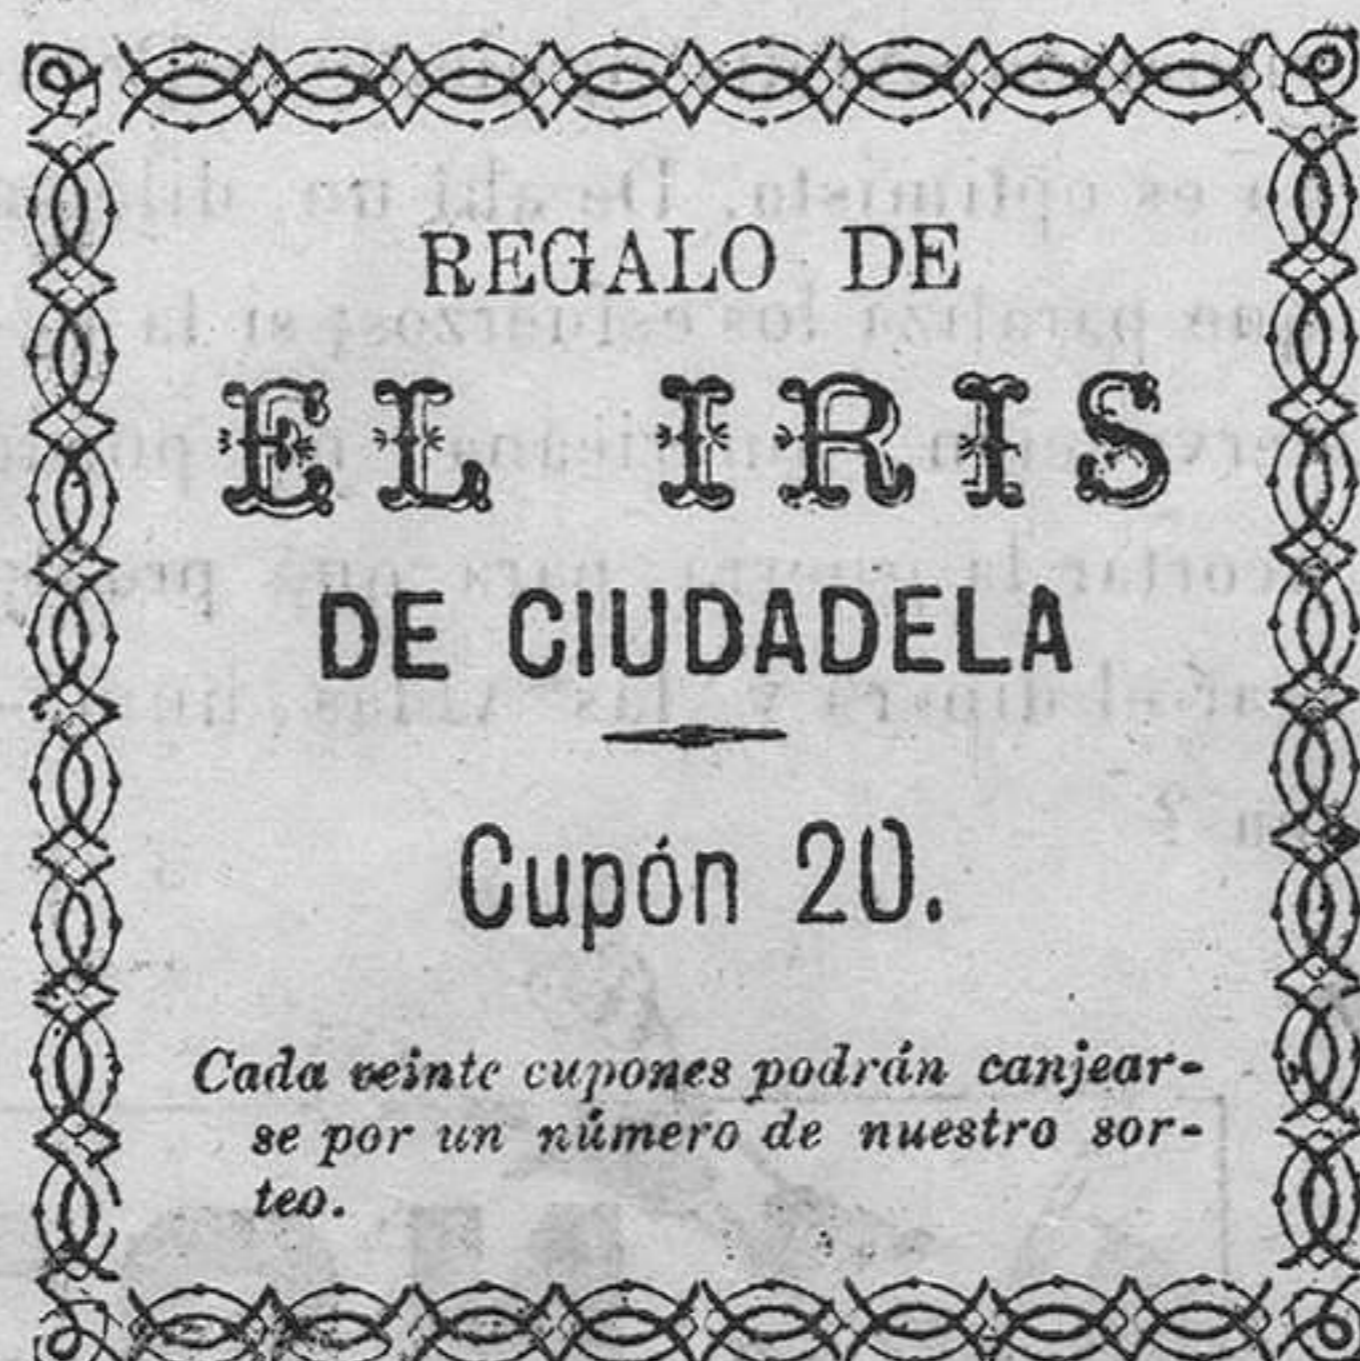 REGALO DE
EL IRIS
DE CIUDADELA
Cupón 20.
Cada veinte cupones podrán canjear-
se por un número de nuestro sor-
teo.